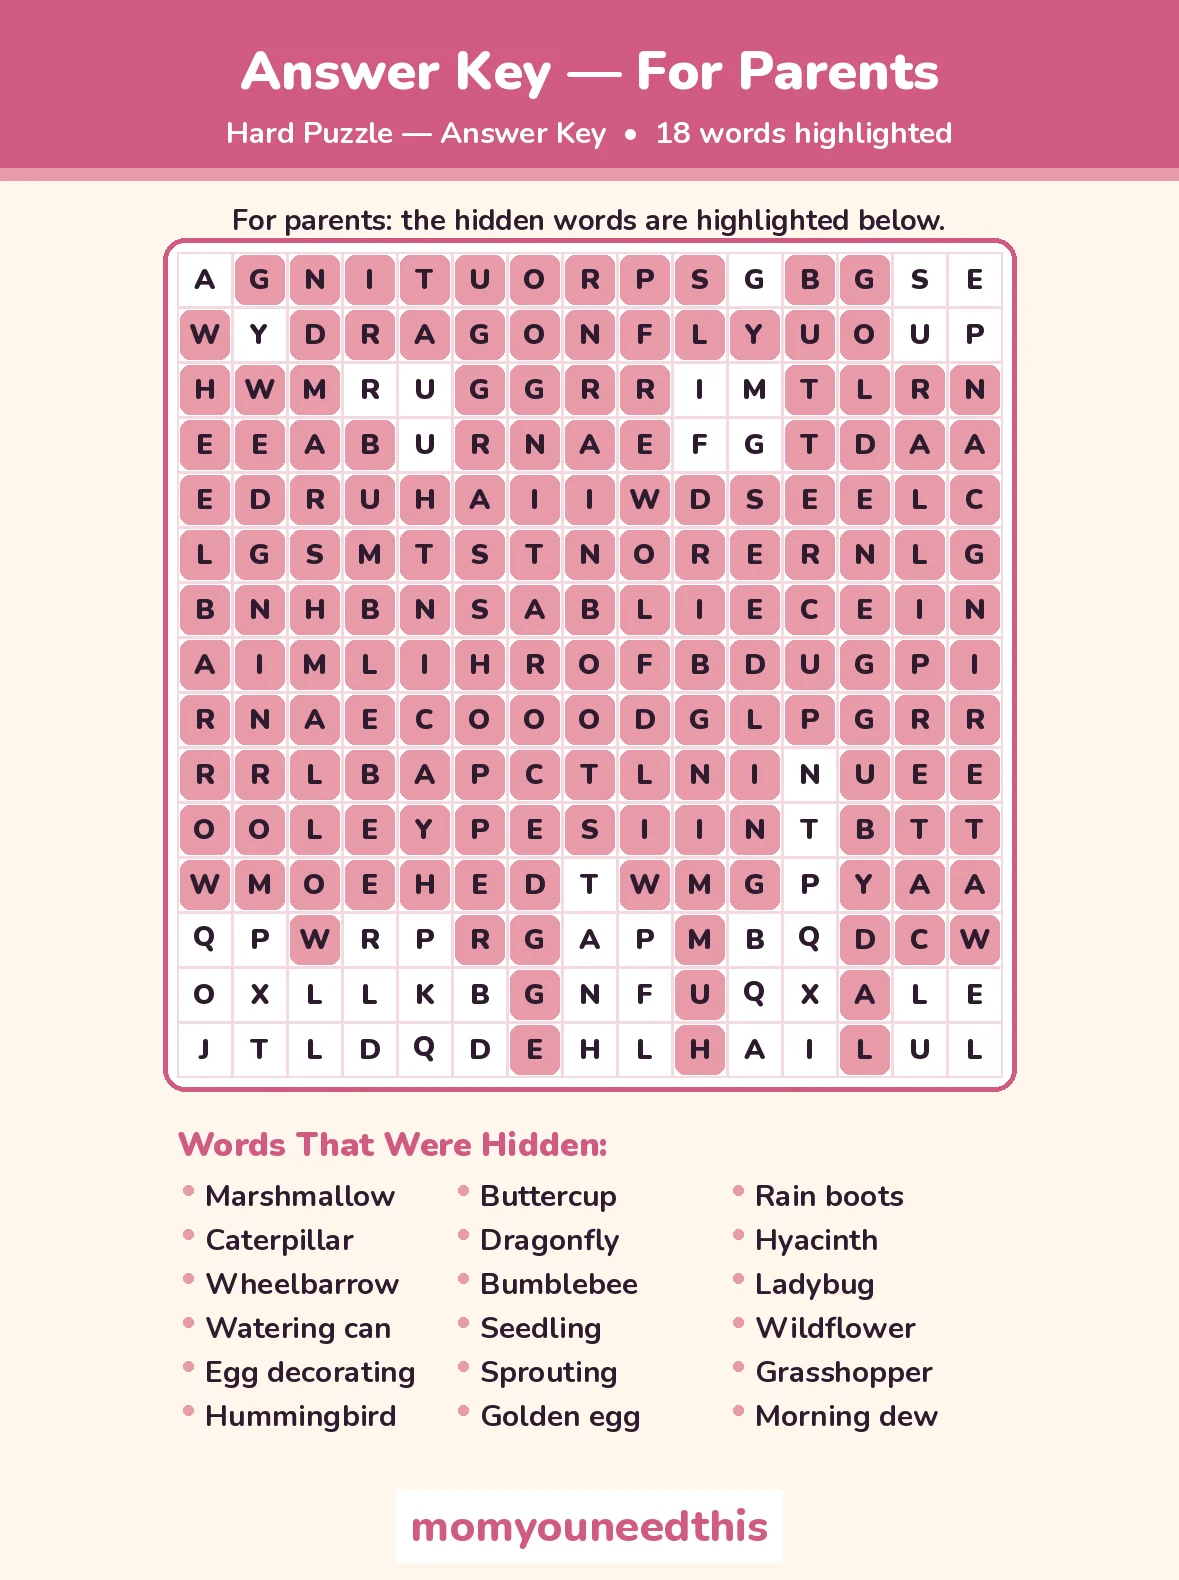 Answer Key — For Parents
Hard Puzzle — Answer Key • 18 words highlighted
For parents: the hidden words are highlighted below.
A G N I T U O R P S G B G S E
W Y D R A G O N F L Y U O U P
H W M R U G G R R I M T L R N
E E A B U R N A E F G T D A A
E D R U H A I I W D S E E L C
L G S M T S T N O R E R N L G
B N H B N S A B L I E C E I N
A I M L I H R O F B D U G P I
R N A E C O O O D G L P G R R
R R L B A P C T L N I N U E E
O O L E Y P E S I I N T B T T
W M O E H E D T W M G P Y A A
Q P W R P R G A P M B Q D C W
O X L L K B G N F U Q X A L E
J T L D Q D E H L H A I L U L
Words That Were Hidden:
• Marshmallow • Buttercup • Rain boots
• Caterpillar • Dragonfly • Hyacinth
• Wheelbarrow • Bumblebee • Ladybug
• Watering can • Seedling • Wildflower
• Egg decorating • Sprouting • Grasshopper
• Hummingbird • Golden egg • Morning dew
momyouneedthis